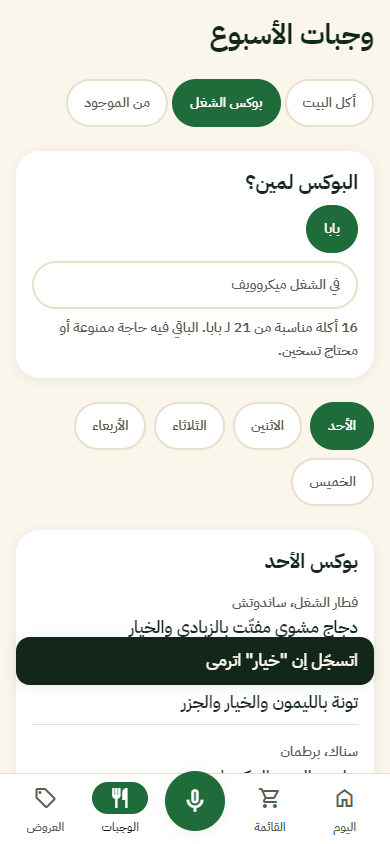 وجبات الأسبوع
أكل البيت
بوكس الشغل
من الموجود
البوكس لمين؟
بابا
في الشغل ميكروويف
16 أكلة مناسبة من 21 لـ بابا. الباقي فيه حاجة ممنوعة أو
محتاج تسخين.
الأحد
الاثنين
الثلاثاء
الأربعاء
الخميس
بوكس الأحد
فطار الشغل، ساندوتش
دجاج مشوي مفتّت بالزبادي والخيار
اتسجّل إن "خيار" اترمى
تونة بالليمون والخيار والجزر
سناك، برطمان
اليوم
القائمة
الوجبات
العروض